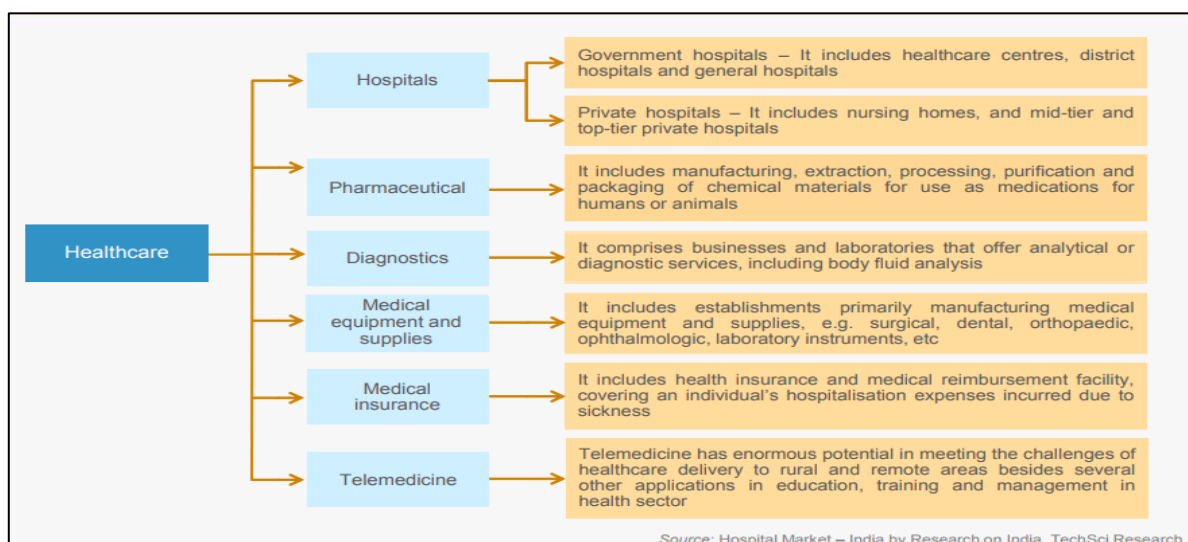 Healthcare
Hospitals
Government hospitals – It includes healthcare centres, district
hospitals and general hospitals
Private hospitals – It includes nursing homes, and mid-tier and
top-tier private hospitals
Pharmaceutical
It includes manufacturing, extraction, processing, purification and
packaging of chemical materials for use as medications for
humans or animals
Diagnostics
It comprises businesses and laboratories that offer analytical or
diagnostic services, including body fluid analysis
Medical
equipment and
supplies
It includes establishments primarily manufacturing medical
equipment and supplies, e.g. surgical, dental, orthopaedic,
ophthalmologic, laboratory instruments, etc
Medical
insurance
It includes health insurance and medical reimbursement facility,
covering an individual’s hospitalisation expenses incurred due to
sickness
Telemedicine
Telemedicine has enormous potential in meeting the challenges of
healthcare delivery to rural and remote areas besides several
other applications in education, training and management in
health sector
Source: Hospital Market – India by Research on India, TechSci Research